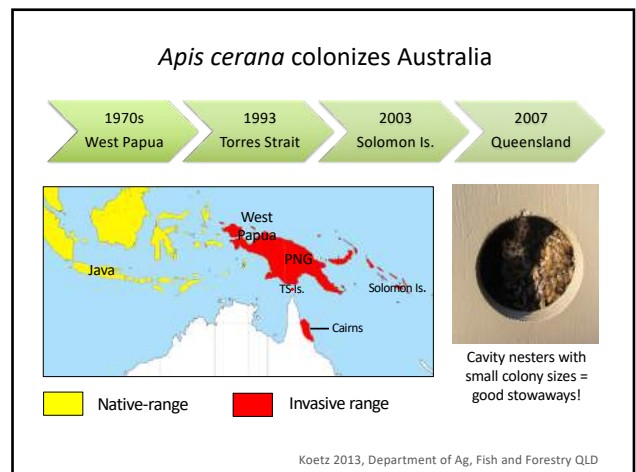 Apis cerana colonizes Australia
1970s
West Papua
1993
Torres Strait
2003
Solomon Is.
2007
Queensland
West
Papua
PNG
Java
TS-Is.
Solomon Is.
Cairns
Cavity nesters with
small colony sizes =
good stowaways!
Native-range
Invasive range
Koetz 2013, Department of Ag, Fish and Forestry QLD